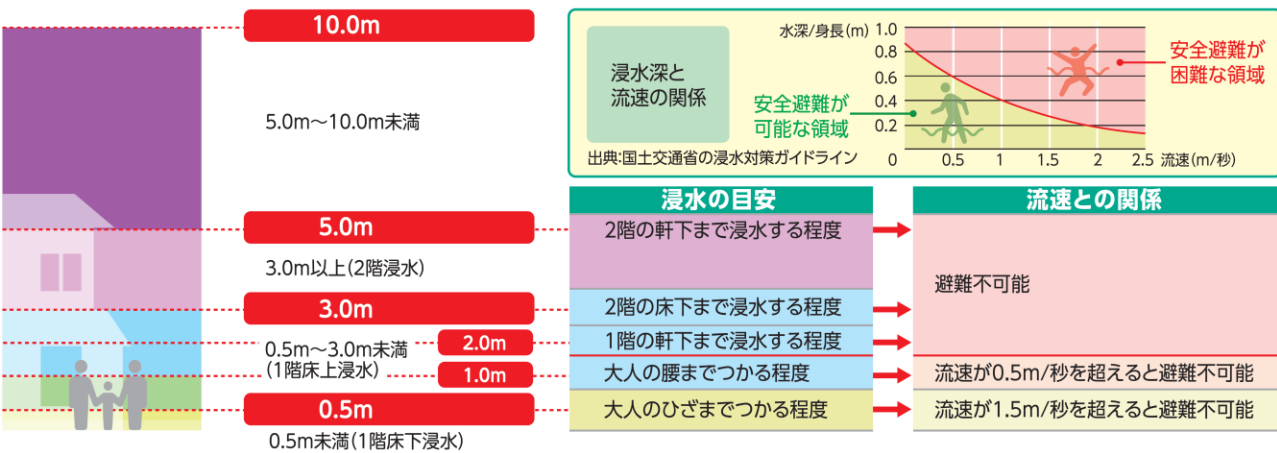 10.0m
5.0m～10.0m未満
5.0m
3.0m以上(2階浸水)
3.0m
2.0m
0.5m～3.0m未満
(1階床上浸水)
1.0m
0.5m
0.5m未満(1階床下浸水)
浸水深と
流速の関係
出典:国土交通省の浸水対策ガイドライン
水深/身長(m)
1.0
0.8
0.6
0.4
0.2
0
0.5
1
1.5
2
2.5
流速(m/秒)
安全避難が
可能な領域
安全避難が
困難な領域
浸水の目安
流速との関係
2階の軒下まで浸水する程度
避難不可能
2階の床下まで浸水する程度
1階の軒下まで浸水する程度
大人の腰までつかる程度
流速が0.5m/秒を超えると避難不可能
大人のひざまでつかる程度
流速が1.5m/秒を超えると避難不可能